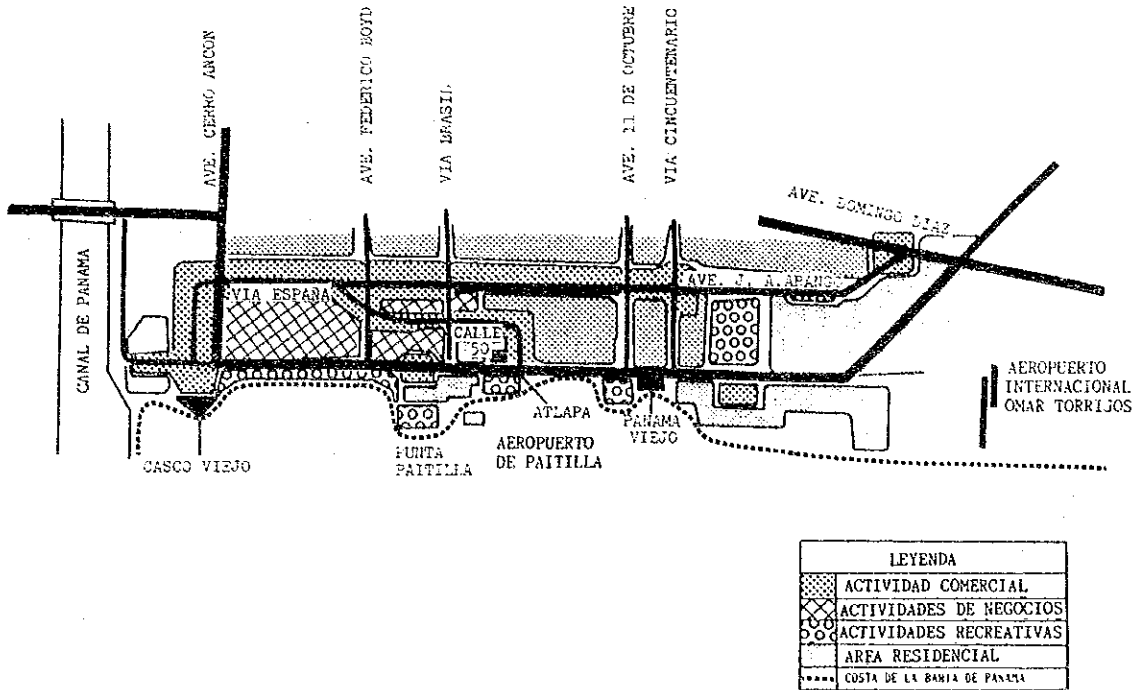 AVE. CERRO ANCON
AVE. FEDERICO BOYD
VIA BRASIL
AVE. 11 DE OCTUBRE
VIA CINCUENTENARIO
AVE. DOMINGO DIAZ
CANAL DE PANAMA
VIA ESPAÑA
AVE. J. A. ARANGO
CALLE
50
ATLAPA
PANAMA
VIEJO
AEROPUERTO
INTERNACIONAL
OMAR TORRIJOS
CASCO VIEJO
PUNTA
PAITILLA
AEROPUERTO
DE PAITILLA
LEYENDA
ACTIVIDAD COMERCIAL
ACTIVIDADES DE NEGOCIOS
ACTIVIDADES RECREATIVAS
AREA RESIDENCIAL
COSTA DE LA BAHIA DE PANAMA